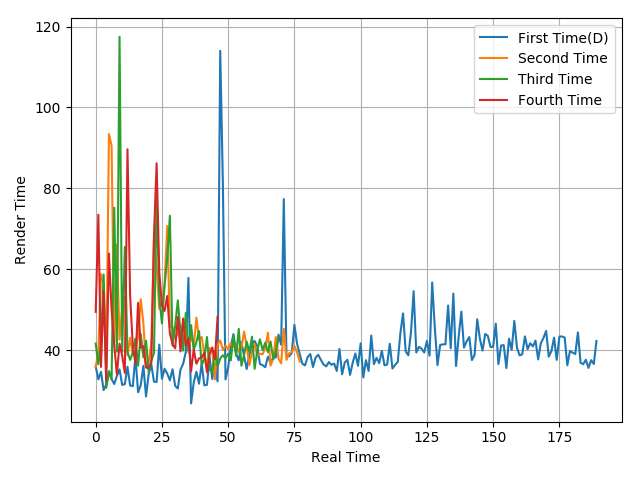 First Time(D)
Second Time
Third Time
Fourth Time
120
100
80
60
40
Render Time
0 25 50 75 100 125 150 175
Real Time